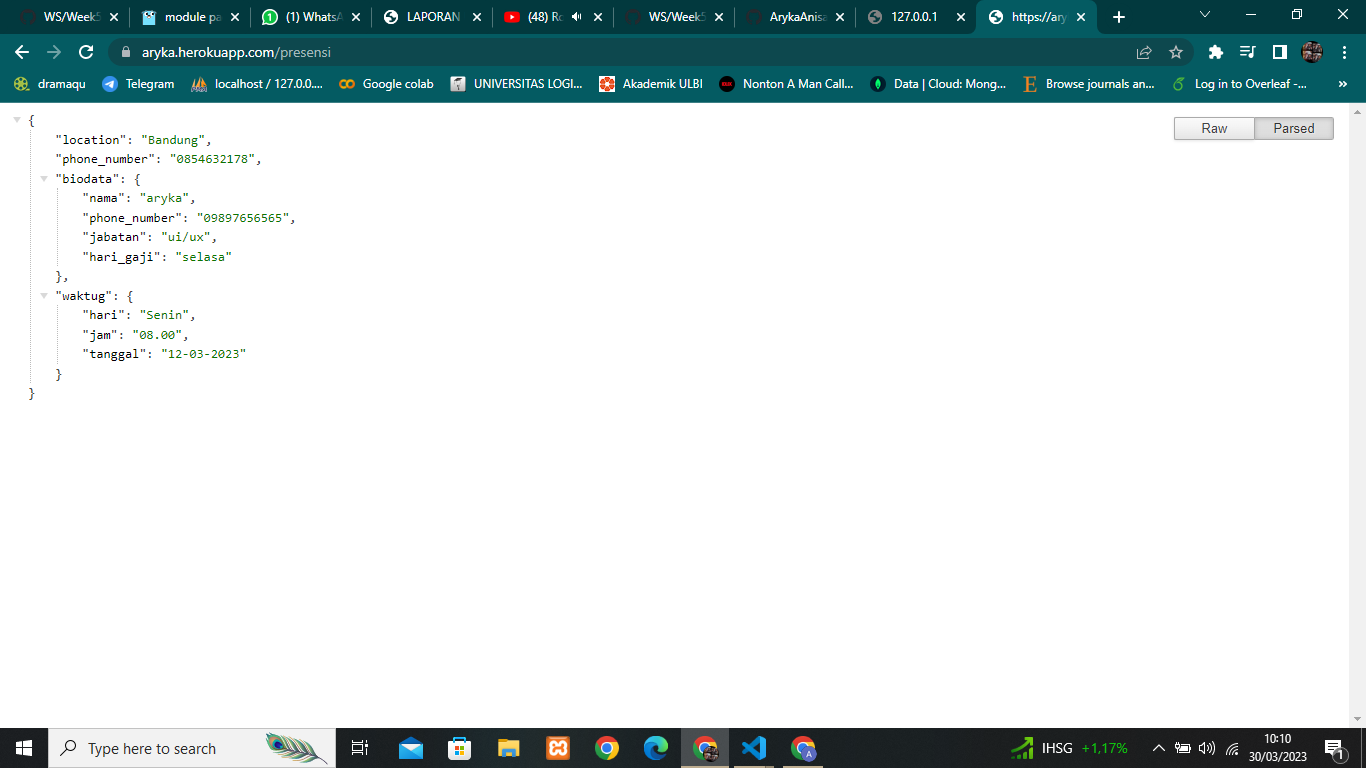 WS/Week5
module pa
(1) WhatsA
LAPORAN
(48) Ro
WS/Week5
ArykaAnisa
127.0.0.1
https://ary
aryka.herokuapp.com/presensi
dramaqu
Telegram
localhost / 127.0.0....
Google colab
UNIVERSITAS LOGI...
Akademik ULBI
Nonton A Man Call...
Data | Cloud: Mong...
Browse journals an...
Log in to Overleaf -...
»
Raw
Parsed
{
"location": "Bandung",
"phone_number": "0854632178",
"biodata": {
"nama": "aryka",
"phone_number": "09897656565",
"jabatan": "ui/ux",
"hari_gaji": "selasa"
},
"waktug": {
"hari": "Senin",
"jam": "08.00",
"tanggal": "12-03-2023"
}
}
Type here to search
IHSG +1,17%
10:10
30/03/2023
1